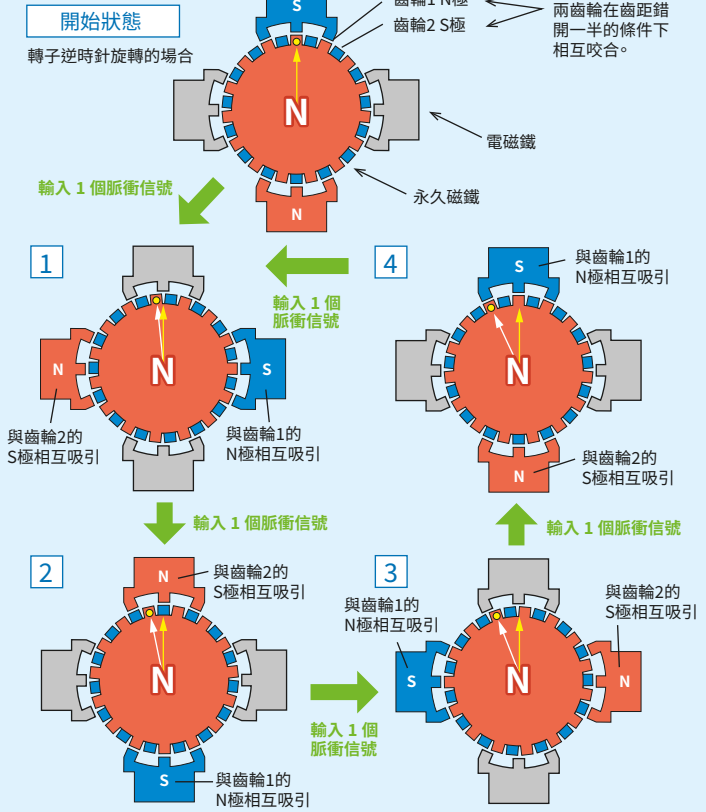 S
齒輪1 N極
齒輪2 S極
兩齒輪在齒距錯
開一半的條件下
相互咬合。
開始狀態
轉子逆時針旋轉的場合
N
電磁鐵
永久磁鐵
N
輸入 1 個脈衝信號
1
N
N
S
與齒輪2的
S極相互吸引
與齒輪1的
N極相互吸引
輸入 1 個
脈衝信號
4
S
與齒輪1的
N極相互吸引
N
N
與齒輪2的
S極相互吸引
輸入 1 個脈衝信號
輸入 1 個脈衝信號
2
N
與齒輪2的
S極相互吸引
N
S
與齒輪1的
N極相互吸引
輸入 1 個
脈衝信號
3
與齒輪1的
N極相互吸引
S
N
N
與齒輪2的
S極相互吸引